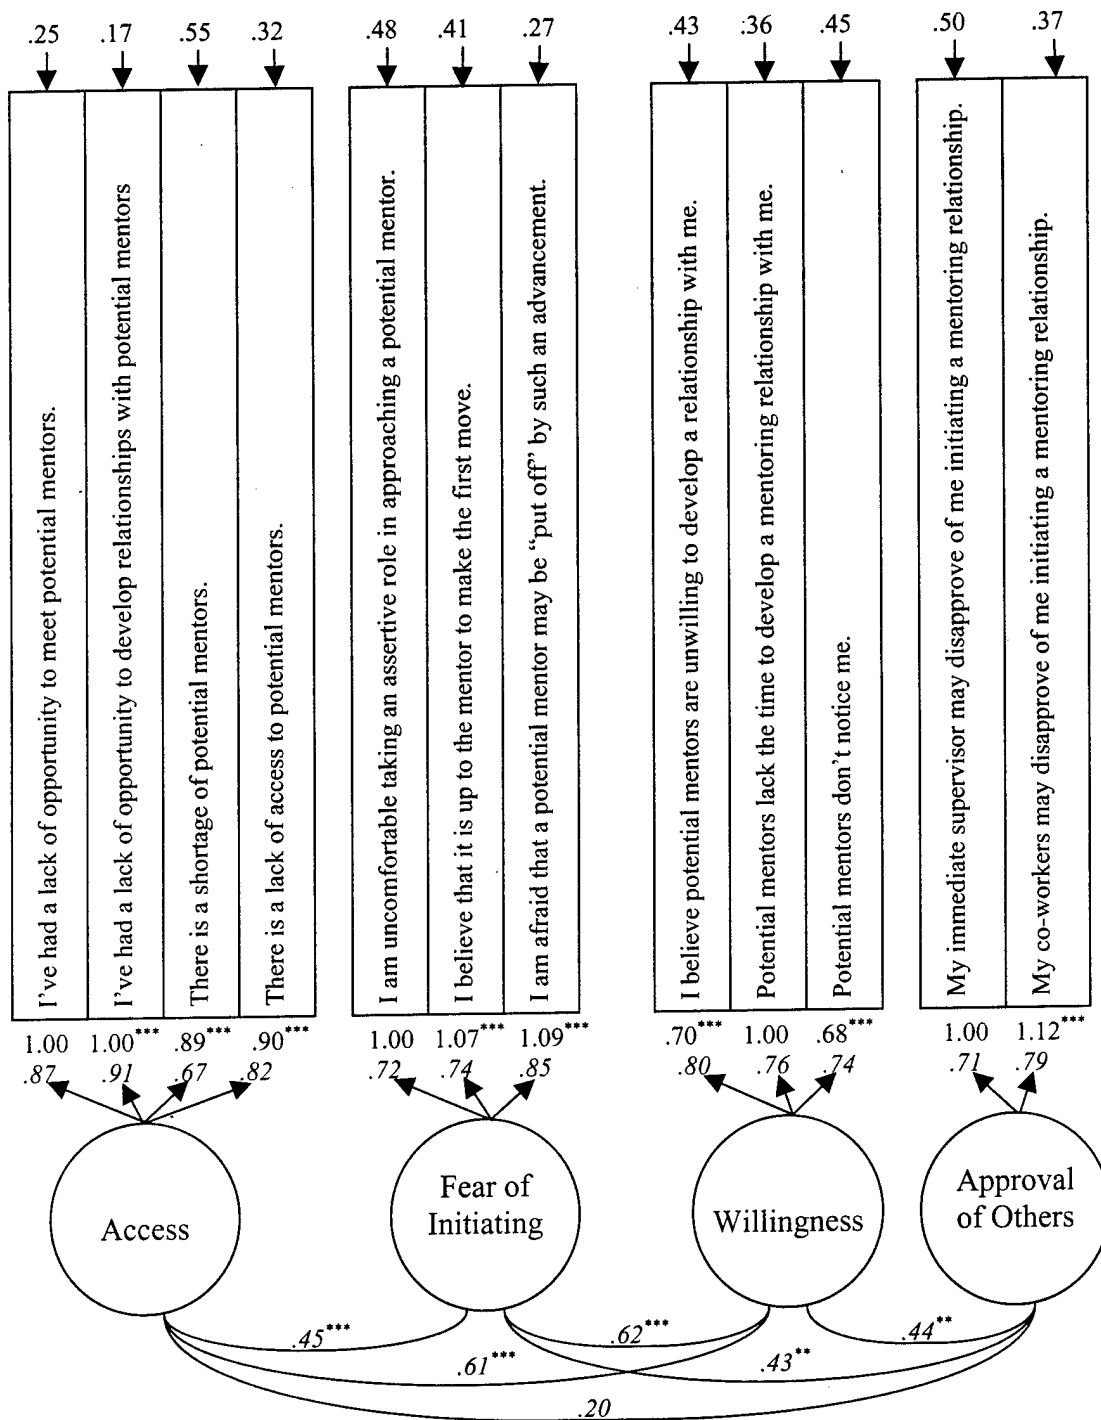 .25 .17 .55 .32 .48 .41 .27 .43 :36 .45 .50 .37
I've had a lack of opportunity to meet potential mentors.
I've had a lack of opportunity to develop relationships with potential mentors
There is a shortage of potential mentors.
There is a lack of access to potential mentors.
I am uncomfortable taking an assertive role in approaching a potential mentor.
I believe that it is up to the mentor to make the first move.
I am afraid that a potential mentor may be “put off” by such an advancement.
I believe potential mentors are unwilling to develop a relationship with me.
Potential mentors lack the time to develop a mentoring relationship with me.
Potential mentors don't notice me.
My immediate supervisor may disapprove of me initiating a mentoring relationship.
My co-workers may disapprove of me initiating a mentoring relationship.
1.00 1.00*** .89*** .90*** 1.00 1.07*** 1.09*** .70*** 1.00 .68*** 1.00 1.12***
.87 .91 .67 .82 .72 .74 .85 .80 .76 .74 .71 .79
Access
Fear of
Initiating
Willingness
Approval
of Others
.45*** .62*** .44**
.61*** .43**
.20